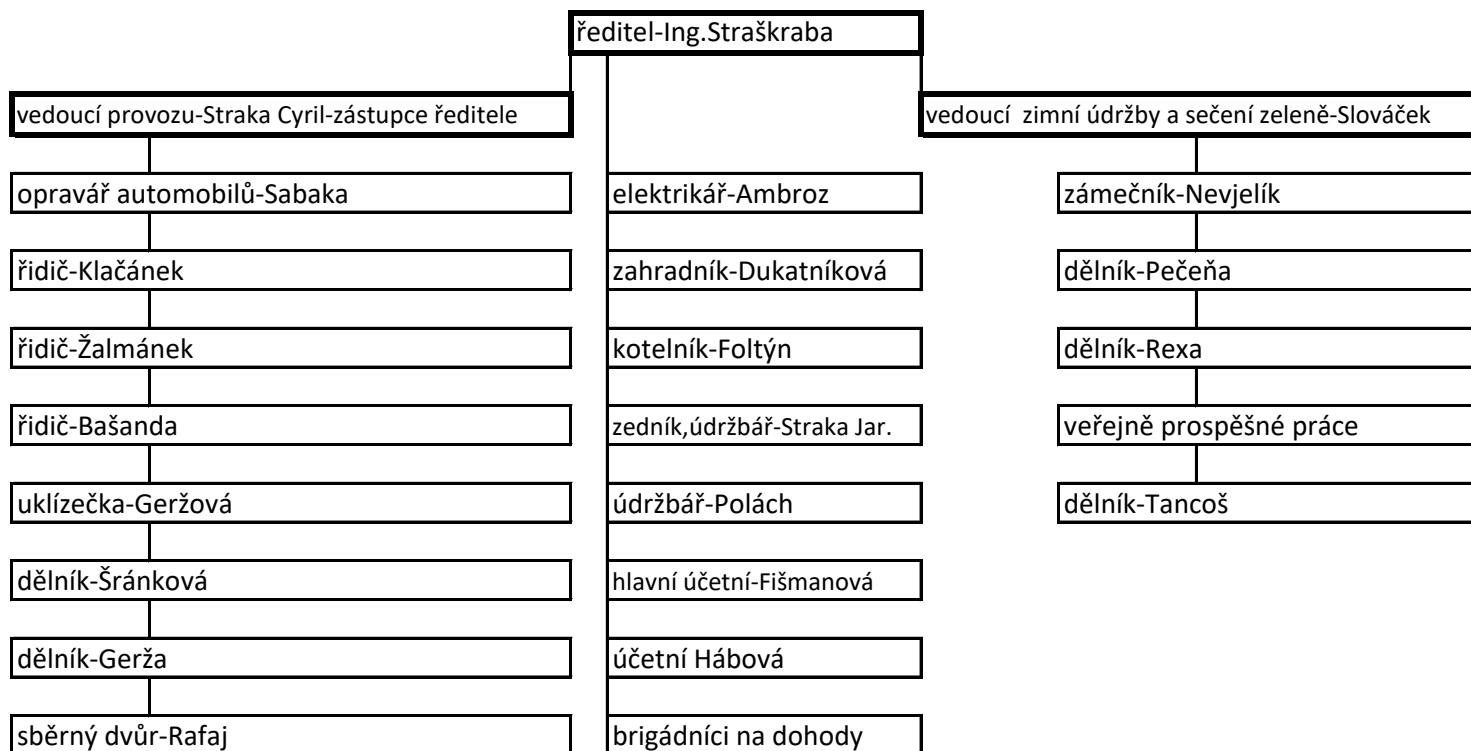 ředitel-Ing.Straškraba
vedoucí provozu-Straka Cyril-zástupce ředitele
vedoucí  zimní údržby a sečení zeleně-Slováček
opravář automobilů-Sabaka
elektrikář-Ambroz
zámečník-Nevjelík
řidič-Klačánek
zahradník-Dukatníková
dělník-Pečeňa
řidič-Žalmánek
kotelník-Foltýn
dělník-Rexa
řidič-Bašanda
zedník,údržbář-Straka Jar.
veřejně prospěšné práce
uklízečka-Geržová
údržbář-Polách
dělník-Tancoš
dělník-Šránková
hlavní účetní-Fišmanová
dělník-Gerža
účetní Hábová
sběrný dvůr-Rafaj
brigádníci na dohody